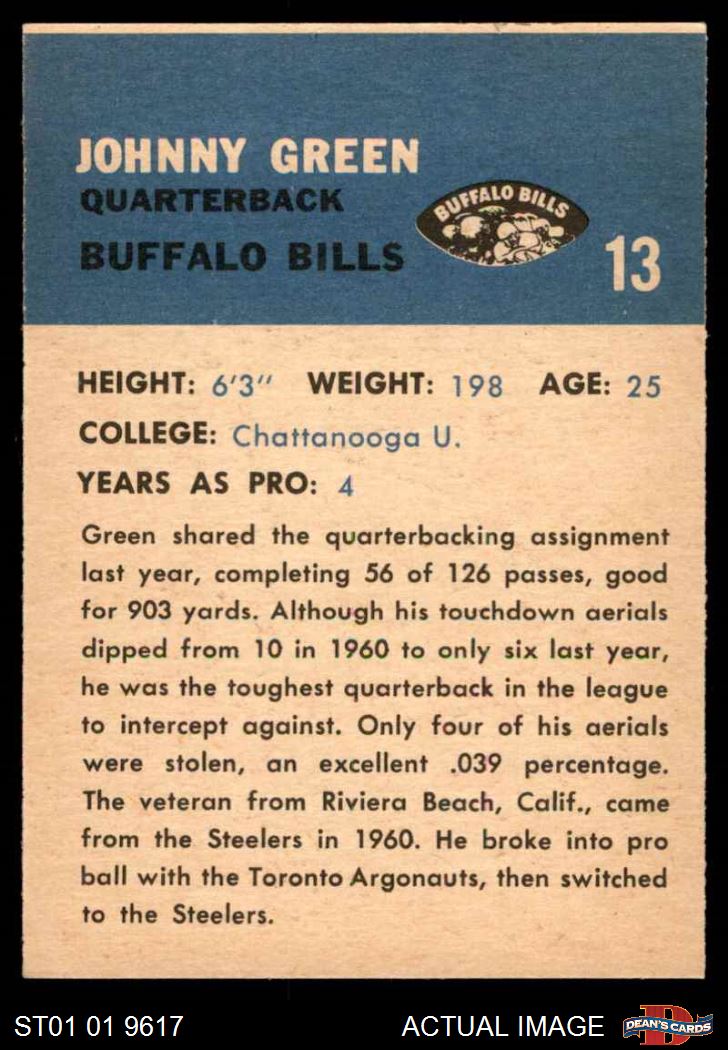 JOHNNY GREEN
QUARTERBACK
BUFFALO BILLS
BUFFALO BILLS
13
HEIGHT: 6'3" WEIGHT: 198 AGE: 25
COLLEGE: Chattanooga U.
YEARS AS PRO: 4
Green shared the quarterbacking assignment
last year, completing 56 of 126 passes, good
for 903 yards. Although his touchdown aerials
dipped from 10 in 1960 to only six last year,
he was the toughest quarterback in the league
to intercept against. Only four of his aerials
were stolen, an excellent .039 percentage.
The veteran from Riviera Beach, Calif., came
from the Steelers in 1960. He broke into pro
ball with the Toronto Argonauts, then switched
to the Steelers.
ST01 01 9617 ACTUAL IMAGE
D
DEAN'S CARDS